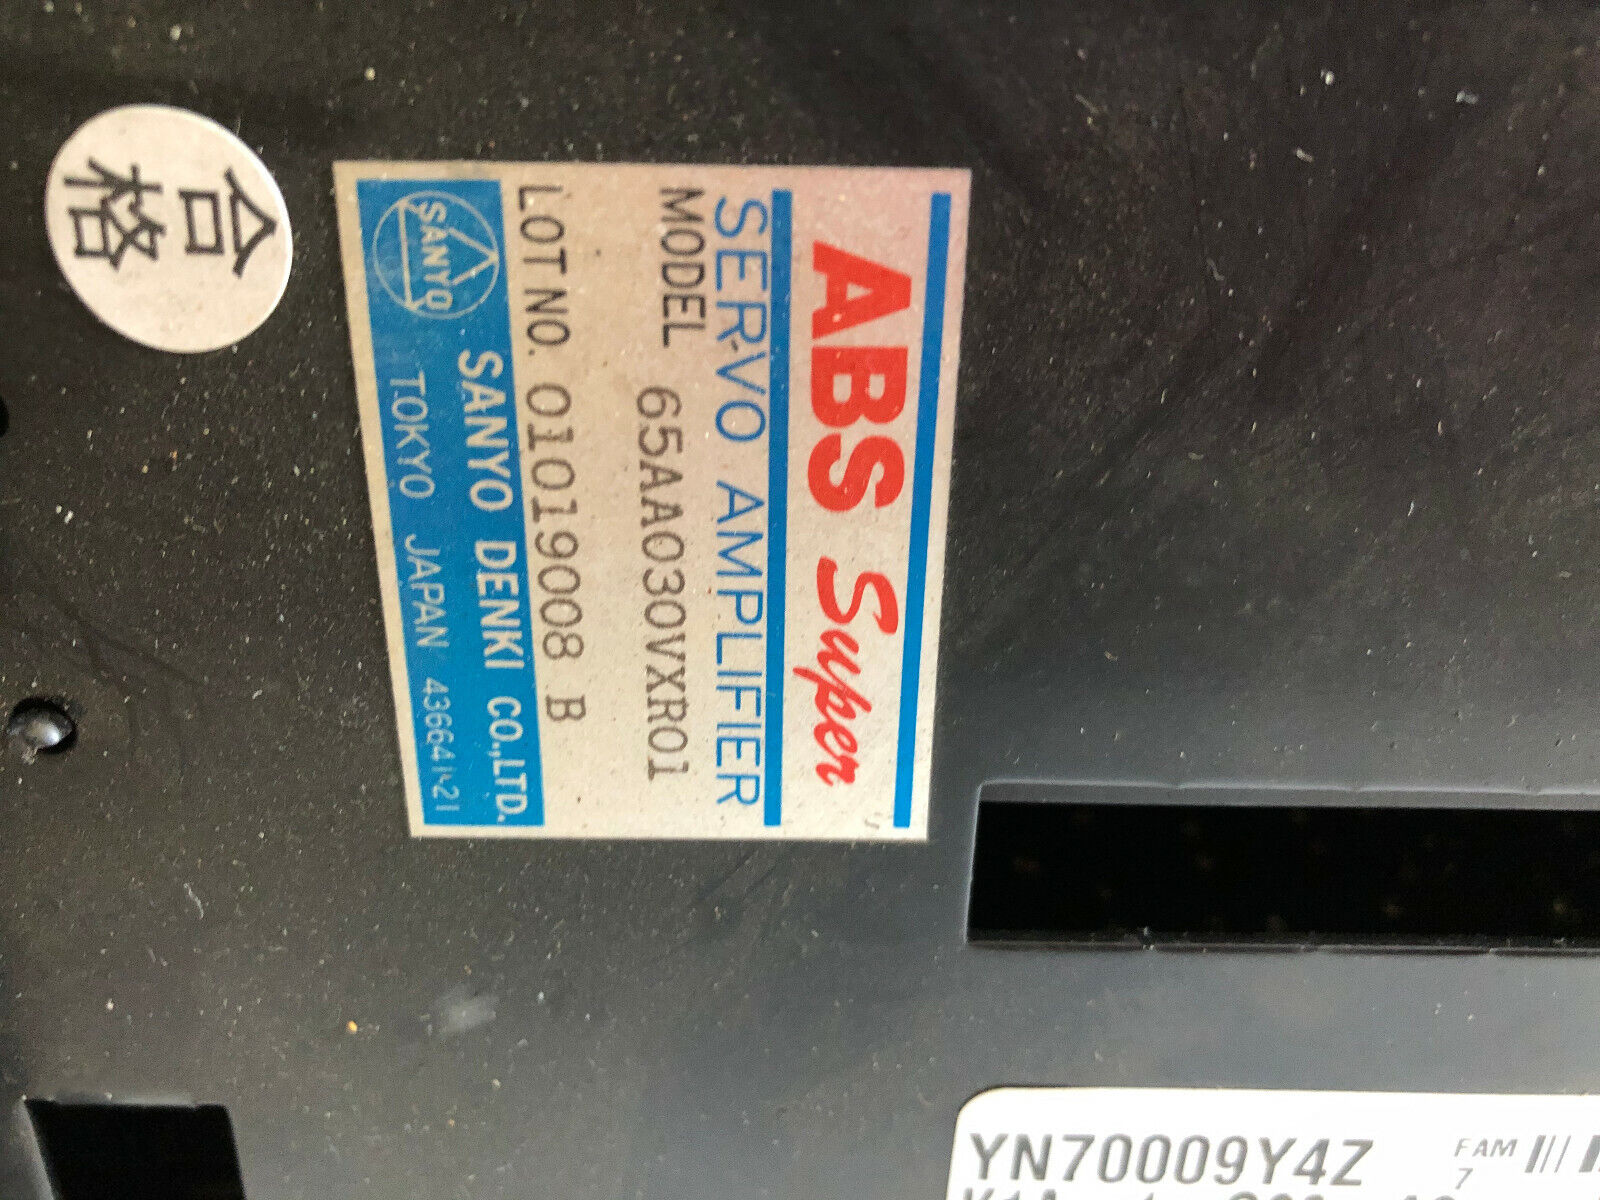 ABS Super
SERVO AMPLIFIER
MODEL 65AA030VXR01
LOT NO. 01019008 B
SANYO
SANYO DENKI CO.,LTD.
TOKYO JAPAN 436641-21
合格
YN70009Y4Z
FAM
7